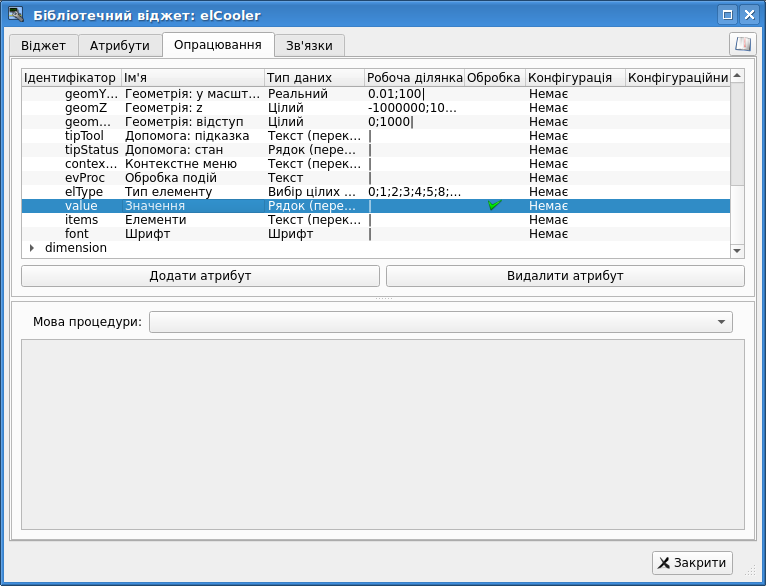 Бібліотечний віджет: elCooler
Віджет Атрибути Опрацювання Зв'язки
Ідентифікатор Ім'я Тип даних Робоча ділянка Обробка Конфігурація Конфігураційни
geomY... Геометрія: y масшт... Реальний 0.01;100| Немає
geomZ Геометрія: z Цілий -1000000;10... Немає
geom... Геометрія: відступ Цілий 0;1000| Немає
tipTool Допомога: підказка Текст (перек... | Немає
tipStatus Допомога: стан Рядок (пере... | Немає
contex... Контекстне меню Текст (перек... | Немає
evProc Обробка подій Текст | Немає
elType Тип елементу Вибір цілих ... 0;1;2;3;4;5;8;... Немає
value Значення Рядок (пере... | Немає
items Елементи Текст (перек... | Немає
font Шрифт Шрифт | Немає
dimension
Додати атрибут Видалити атрибут
Мова процедури:
Закрити